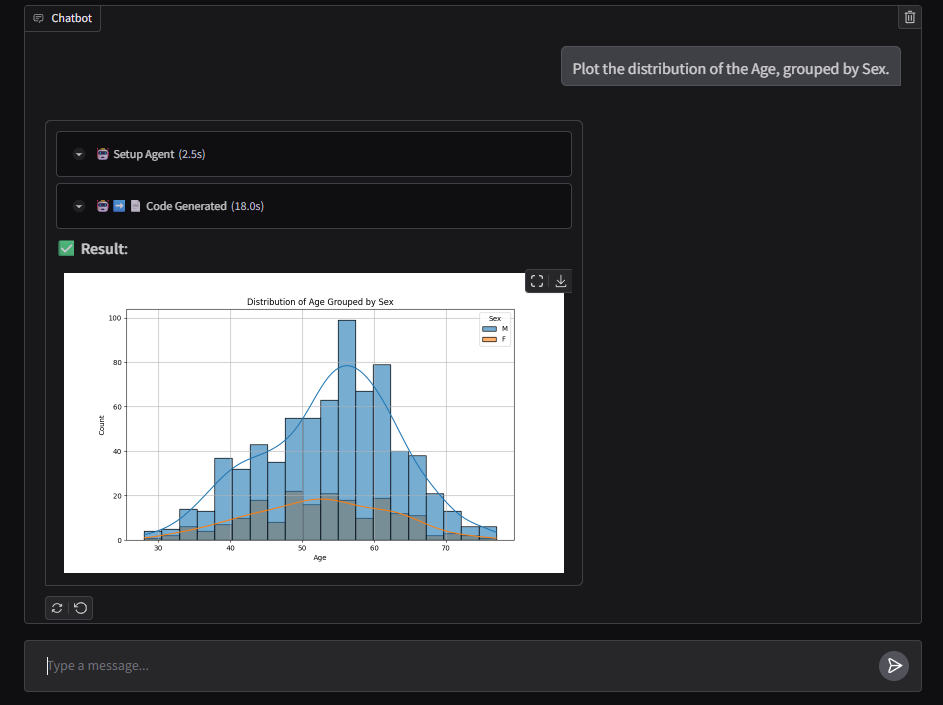 Chatbot
Plot the distribution of the Age, grouped by Sex.
Setup Agent (2.5s)
Code Generated (18.0s)
Result:
Distribution of Age Grouped by Sex
Sex
M
F
100
80
60
40
20
0
Count
30 40 50 60 70
Age
Type a message...